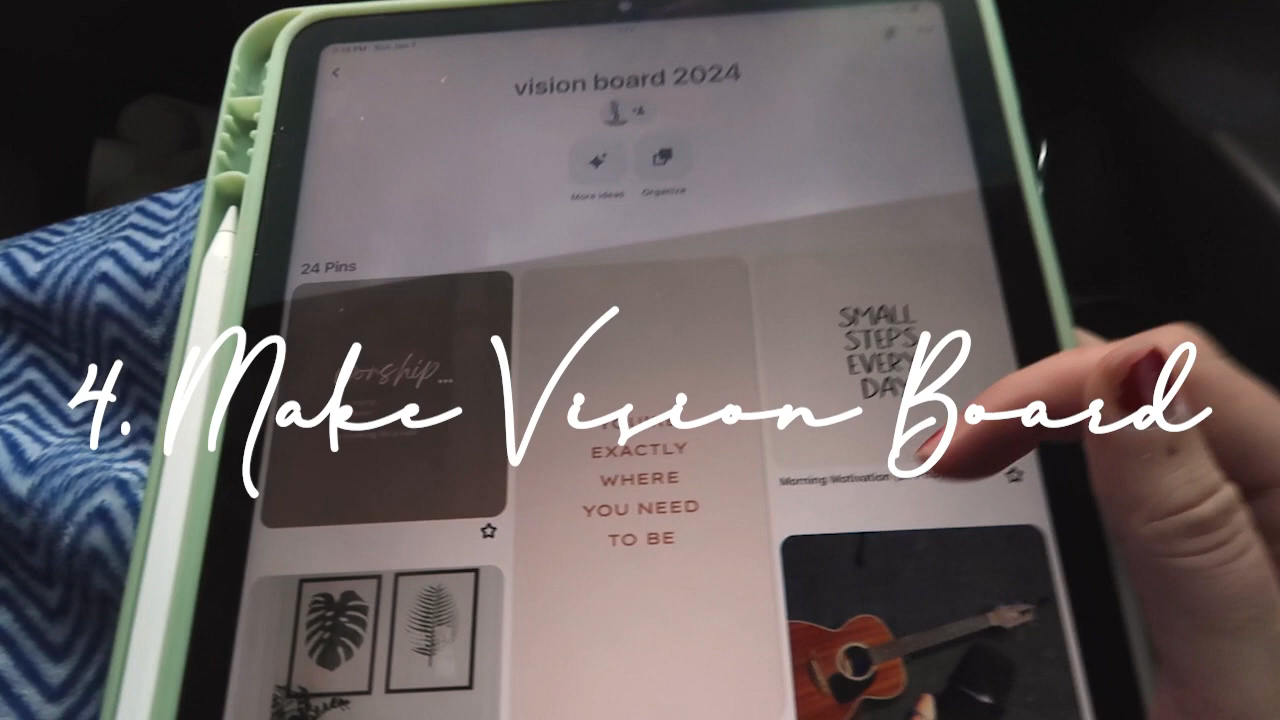 vision board 2024
More ideas
Organize
24 Pins
SMALL
STEPS
EVERY
DAY
4. Make Vision Board
EXACTLY
WHERE
YOU NEED
TO BE
Morning Motivation